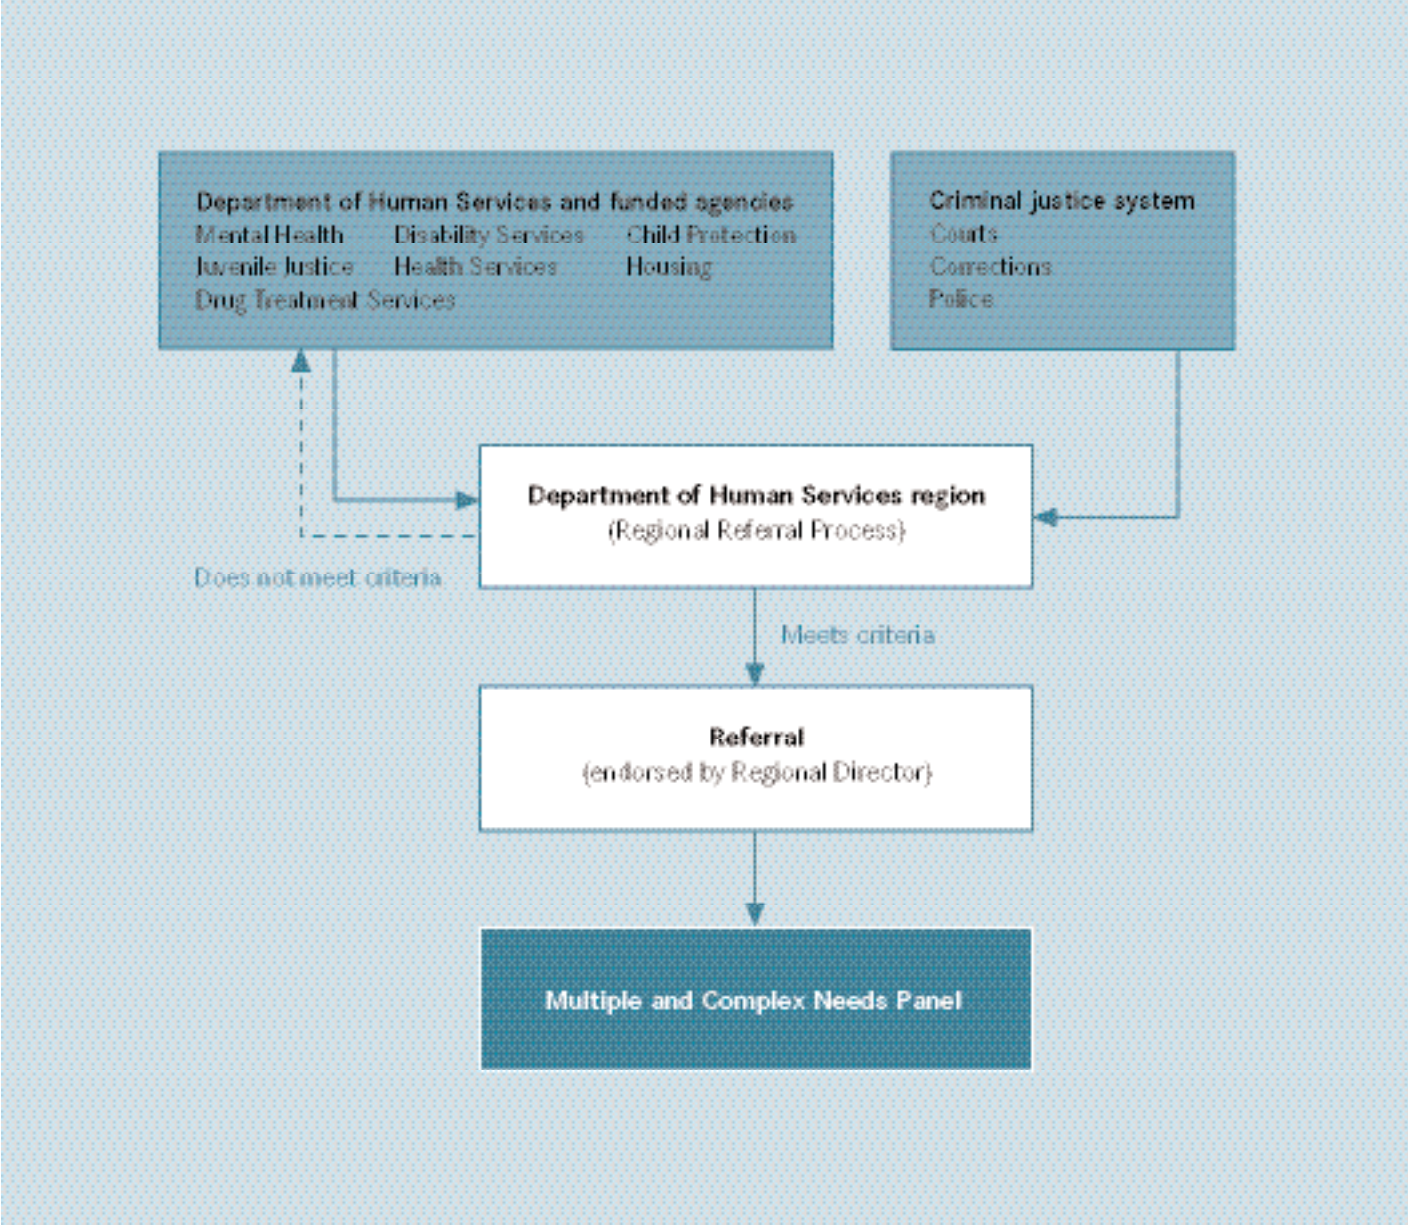 Department of Human Services and funded agencies
Mental Health Disability Services Child Protection
Juvenile Justice Health Services Housing
Drug Treatment Services
Criminal justice system
Courts
Corrections
Police
Department of Human Services region
(Regional Referral Process)
Does not meet criteria
Meets criteria
Referral
(endorsed by Regional Director)
Multiple and Complex Needs Panel